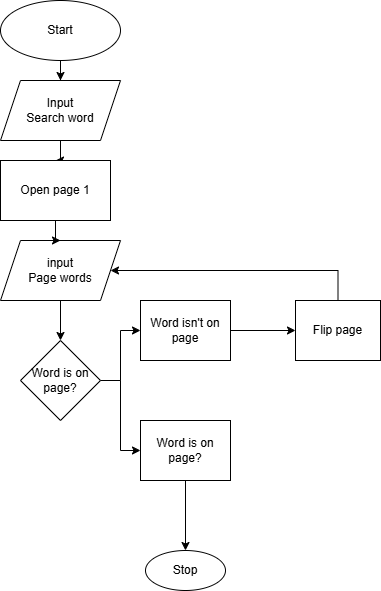 Start
Input
Search word
Open page 1
input
Page words
Word isn't on
page
Flip page
Word is on
page?
Word is on
page?
Stop